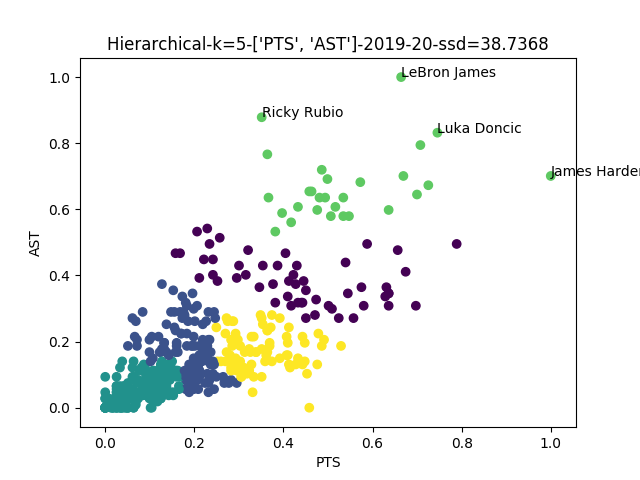 Hierarchical-k=5-['PTS', 'AST']-2019-20-ssd=38.7368
1.0
0.8
0.6
0.4
0.2
0.0
AST
LeBron James
Ricky Rubio
Luka Doncic
James Harder
0.0 0.2 0.4 0.6 0.8 1.0
PTS